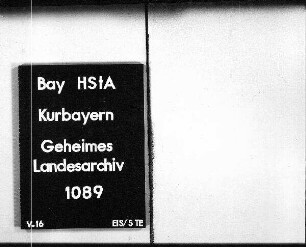 Bay HStA
Kurbayern
Geheimes
Landesarchiv
1089
V-16 EIS/5 TE